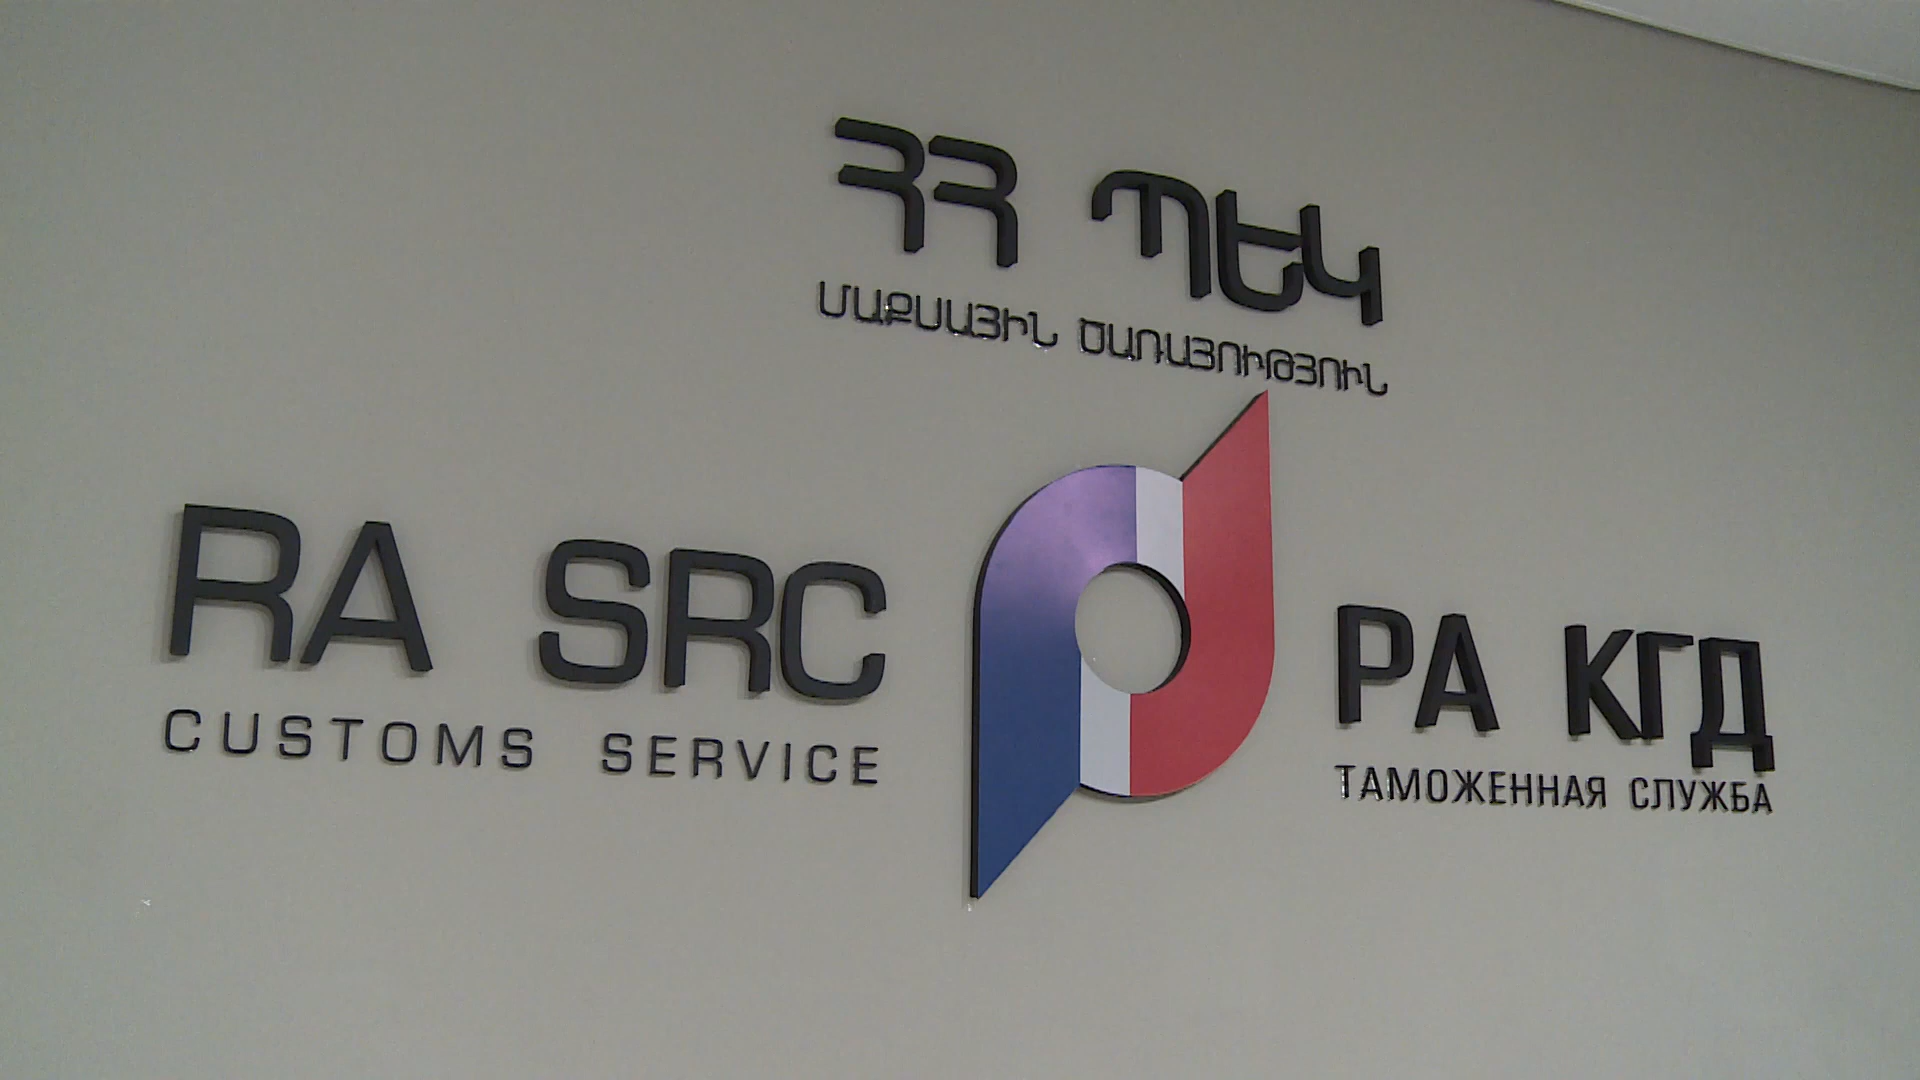 ՀՀ ՊԵԿ
ՄԱՔՍԱՅԻՆ ԾԱՌԱՅՈՒԹՅՈՒՆ
RA SRC
CUSTOMS SERVICE
РА КГД
ТАМОЖЕННАЯ СЛУЖБА